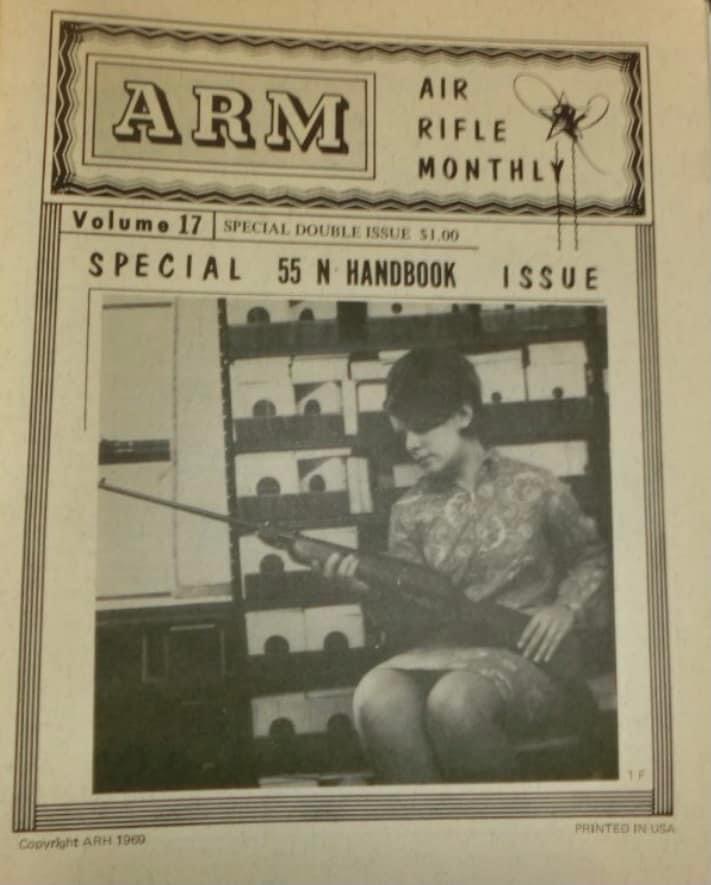 ARM
AIR
RIFLE
MONTHLY
Volume 17
SPECIAL DOUBLE ISSUE $1.00
SPECIAL 55 N HANDBOOK ISSUE
1 F
Copyright ARH 1969
PRINTED IN USA